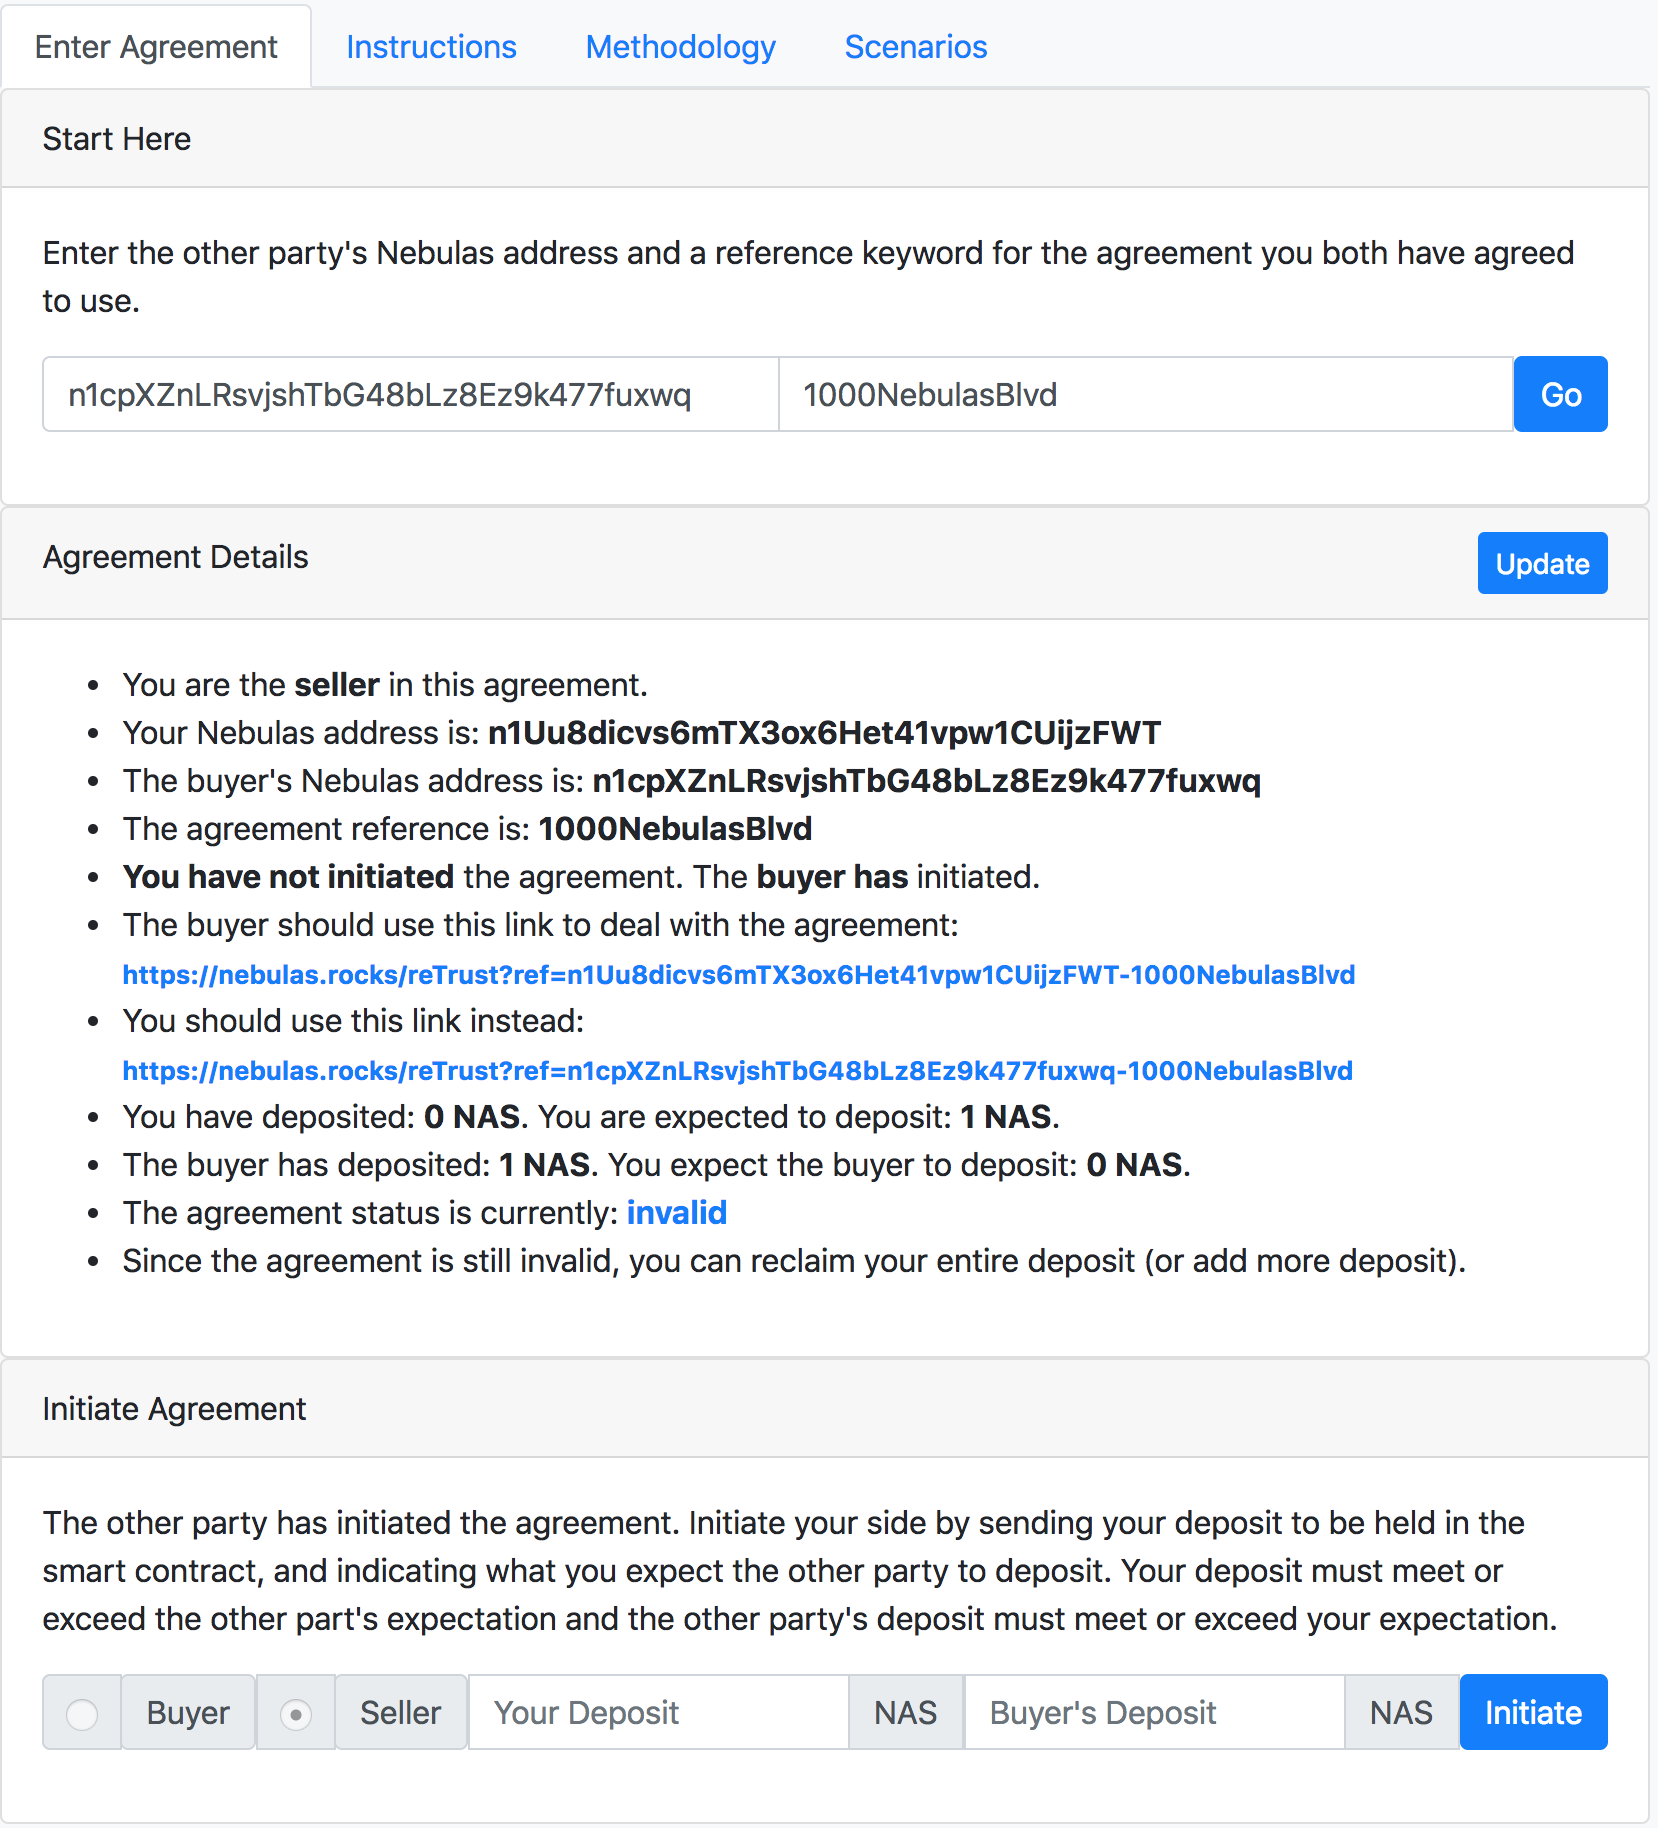 Enter Agreement Instructions Methodology Scenarios
Start Here
Enter the other party's Nebulas address and a reference keyword for the agreement you both have agreed
to use.
n1cpXZnLRsvjshTbG48bLz8Ez9k477fuxwq 1000NebulasBlvd Go
Agreement Details Update
• You are the seller in this agreement.
• Your Nebulas address is: n1Uu8dicvs6mTX3ox6Het41vpw1CUijzFWT
• The buyer's Nebulas address is: n1cpXZnLRsvjshTbG48bLz8Ez9k477fuxwq
• The agreement reference is: 1000NebulasBlvd
• You have not initiated the agreement. The buyer has initiated.
• The buyer should use this link to deal with the agreement:
https://nebulas.rocks/reTrust?ref=n1Uu8dicvs6mTX3ox6Het41vpw1CUijzFWT-1000NebulasBlvd
• You should use this link instead:
https://nebulas.rocks/reTrust?ref=n1cpXZnLRsvjshTbG48bLz8Ez9k477fuxwq-1000NebulasBlvd
• You have deposited: 0 NAS. You are expected to deposit: 1 NAS.
• The buyer has deposited: 1 NAS. You expect the buyer to deposit: 0 NAS.
• The agreement status is currently: invalid
• Since the agreement is still invalid, you can reclaim your entire deposit (or add more deposit).
Initiate Agreement
The other party has initiated the agreement. Initiate your side by sending your deposit to be held in the
smart contract, and indicating what you expect the other party to deposit. Your deposit must meet or
exceed the other part's expectation and the other party's deposit must meet or exceed your expectation.
Buyer Seller Your Deposit NAS Buyer's Deposit NAS Initiate